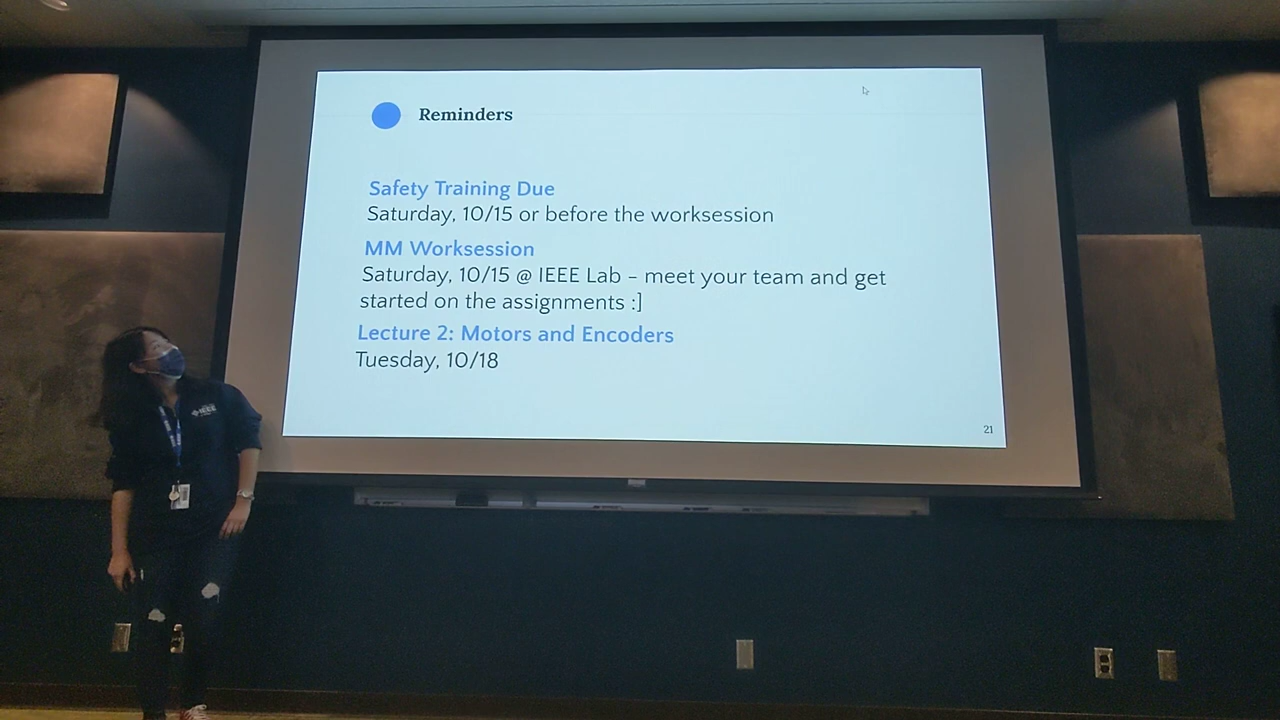 Reminders
Safety Training Due
Saturday, 10/15 or before the worksession
MM Worksession
Saturday, 10/15 @ IEEE Lab – meet your team and get
started on the assignments :]
Lecture 2: Motors and Encoders
Tuesday, 10/18
21
IEEE